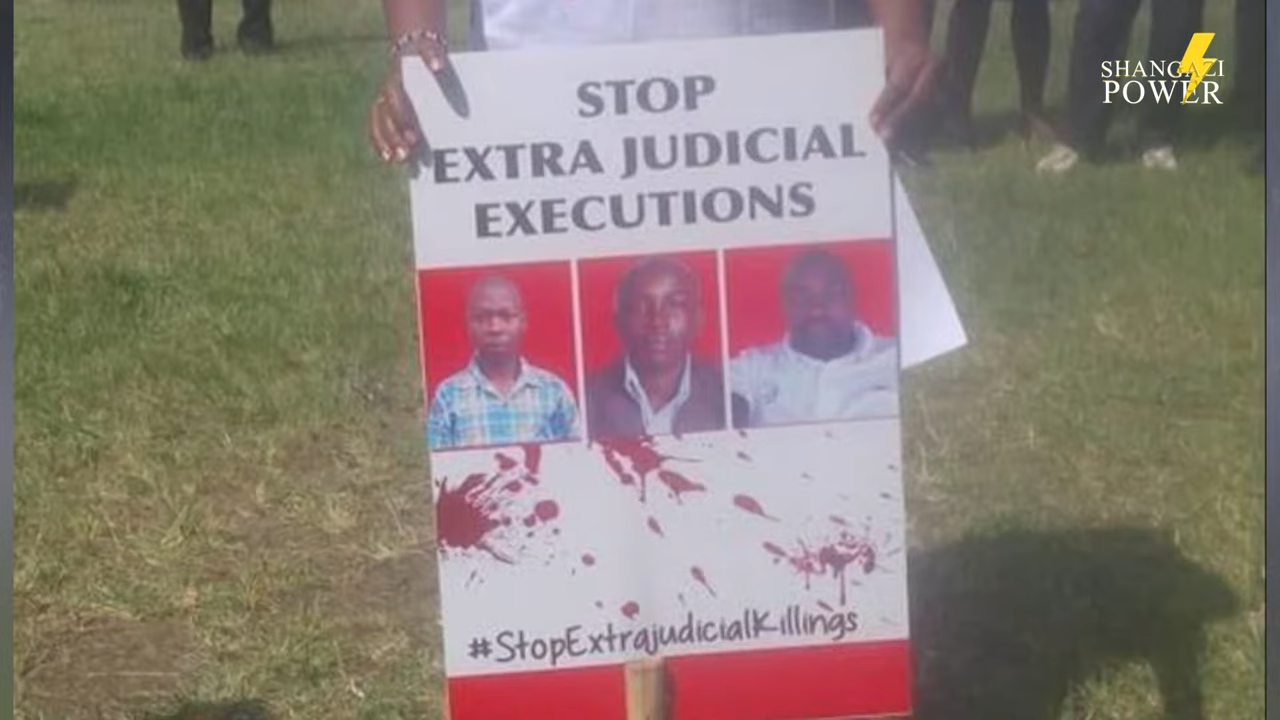 SHANGAZI
POWER
STOP
EXTRA JUDICIAL
EXECUTIONS
#StopExtrajudicialKillings